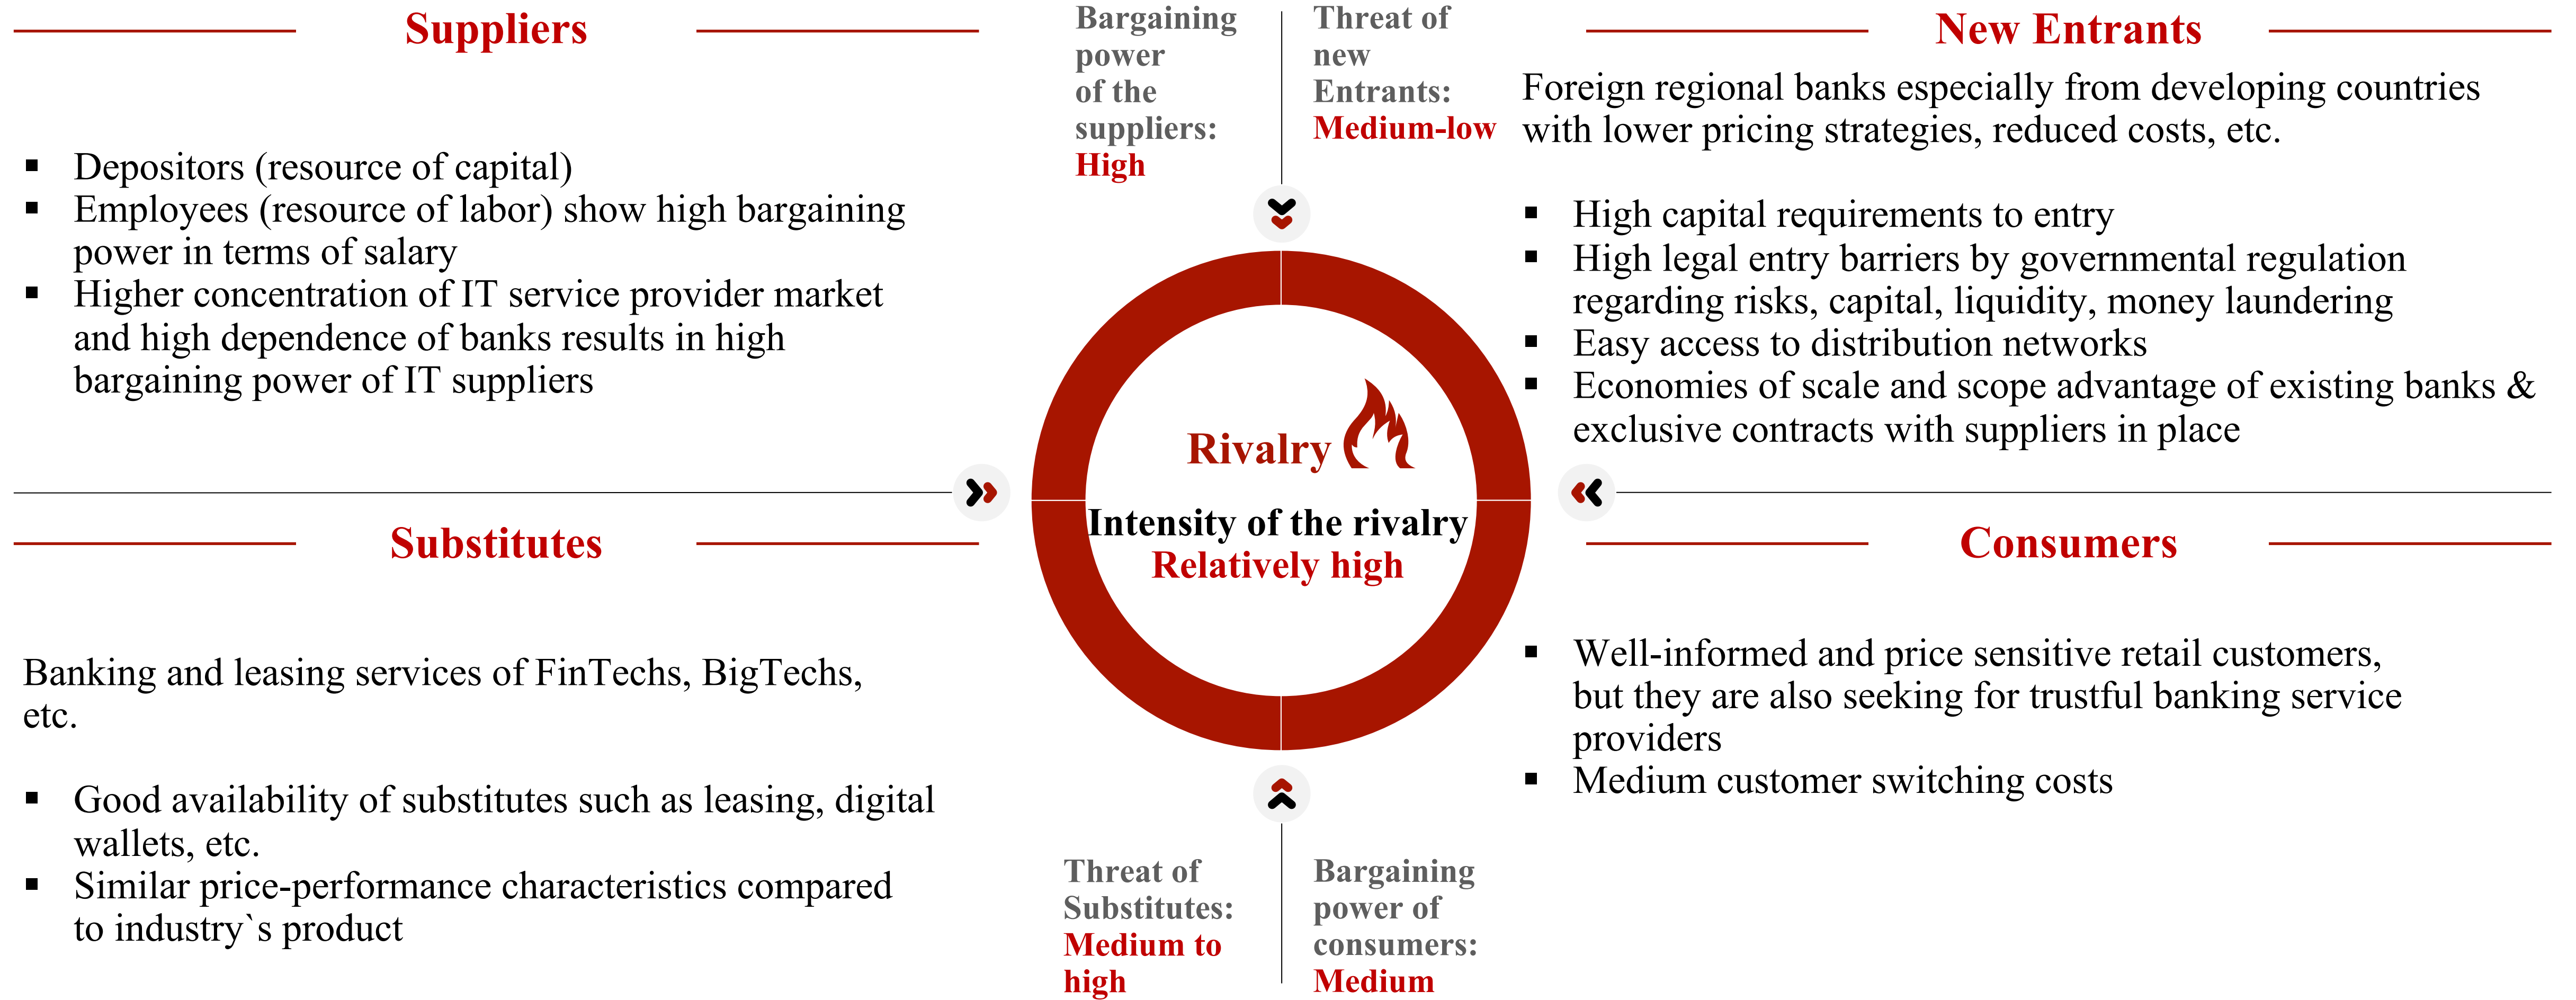 Suppliers
▪ Depositors (resource of capital)
▪ Employees (resource of labor) show high bargaining
power in terms of salary
▪ Higher concentration of IT service provider market
and high dependence of banks results in high
bargaining power of IT suppliers
Bargaining
power
of the
suppliers:
High
Threat of
new
Entrants:
Medium-low
New Entrants
Foreign regional banks especially from developing countries
with lower pricing strategies, reduced costs, etc.
▪ High capital requirements to entry
▪ High legal entry barriers by governmental regulation
regarding risks, capital, liquidity, money laundering
▪ Easy access to distribution networks
▪ Economies of scale and scope advantage of existing banks &
exclusive contracts with suppliers in place
Rivalry
Intensity of the rivalry
Relatively high
Substitutes
Banking and leasing services of FinTechs, BigTechs,
etc.
▪ Good availability of substitutes such as leasing, digital
wallets, etc.
▪ Similar price-performance characteristics compared
to industry`s product
Threat of
Substitutes:
Medium to
high
Bargaining
power of
consumers:
Medium
Consumers
▪ Well-informed and price sensitive retail customers,
but they are also seeking for trustful banking service
providers
▪ Medium customer switching costs